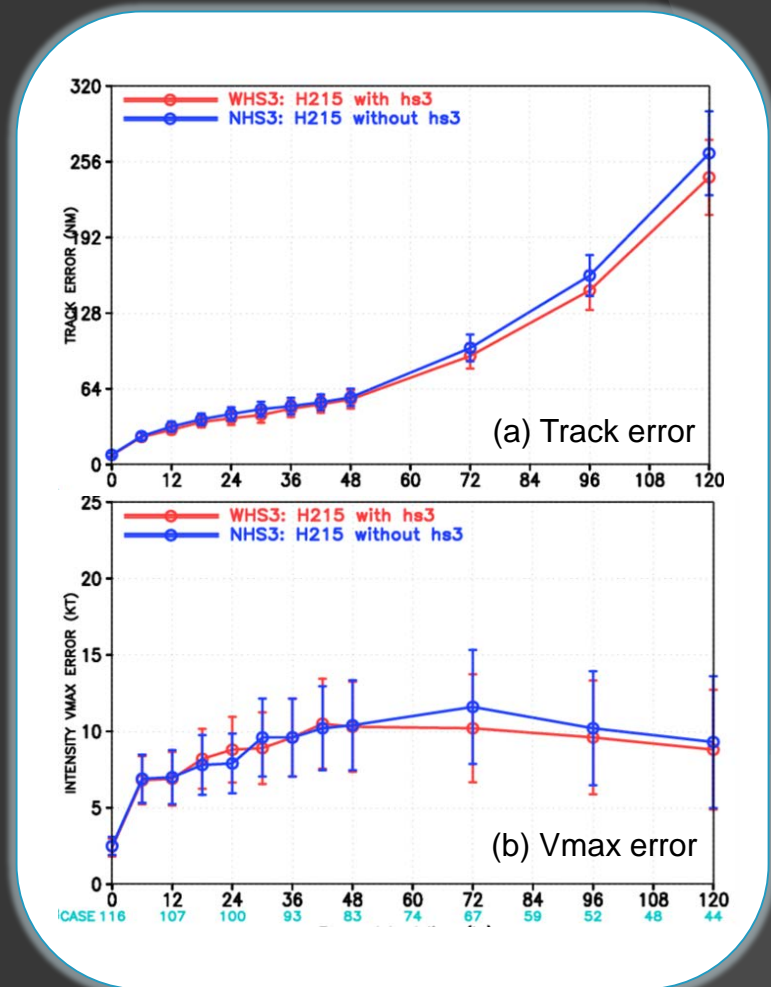 320
WHS3: H215 with hs3
NHS3: H215 without hs3
256
192
128
64
0
TRACK ERROR (NM)
(a) Track error
0 12 24 36 48 60 72 84 96 108 120
25
WHS3: H215 with hs3
NHS3: H215 without hs3
20
15
10
5
0
INTENSITY VMAX ERROR (KT)
(b) Vmax error
0 12 24 36 48 60 72 84 96 108 120
CASE 116 107 100 93 83 74 67 59 52 48 44